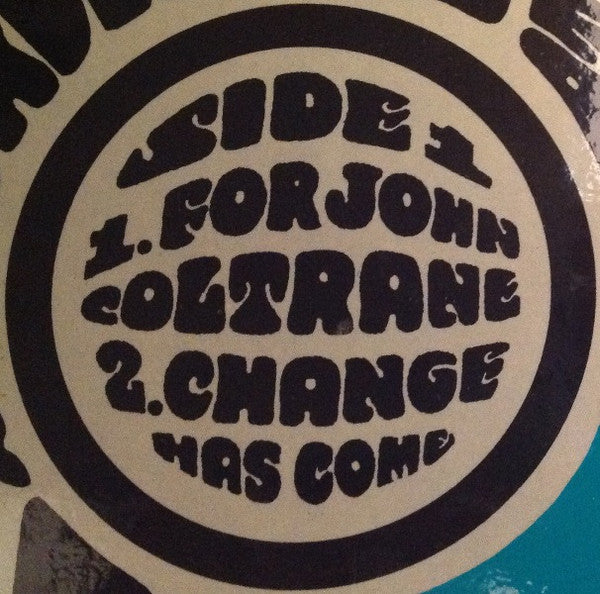 SIDE 1
1. FOR JOHN
COLTRANE
2. CHANGE
HAS COME